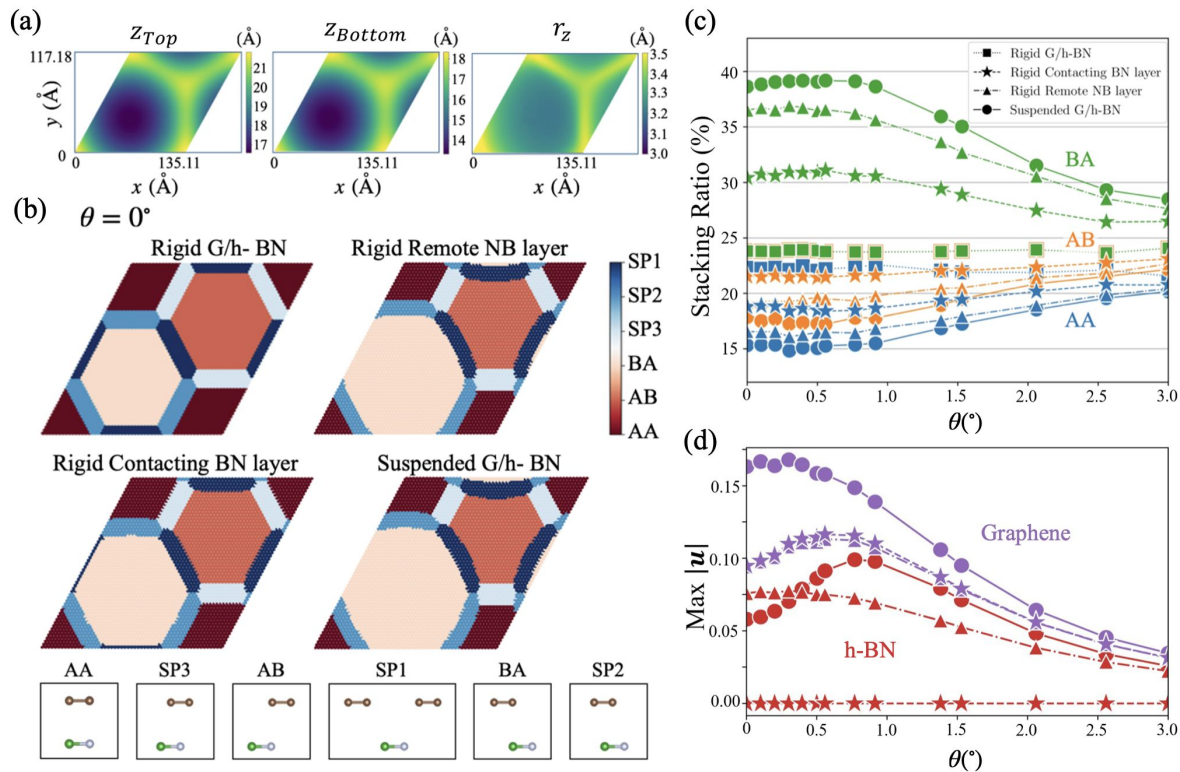 (a)
z_Top
z_Bottom
r_z
(Å)
(Å)
(Å)
117.18
y (Å)
0
0
135.11
x (Å)
21
20
19
18
17
0
135.11
x (Å)
18
17
16
15
14
0
135.11
x (Å)
3.5
3.4
3.3
3.2
3.1
3.0
(b)
θ = 0°
Rigid G/h- BN
Rigid Remote NB layer
SP1
SP2
SP3
BA
AB
AA
Rigid Contacting BN layer
Suspended G/h- BN
AA
SP3
AB
SP1
BA
SP2
(c)
Stacking Ratio (%)
40
35
30
25
20
15
Rigid G/h-BN
Rigid Contacting BN layer
Rigid Remote NB layer
Suspended G/h-BN
BA
AB
AA
0
0.5
1.0
1.5
2.0
2.5
3.0
θ(°)
(d)
Max |u|
0.15
0.10
0.05
0.00
Graphene
h-BN
0
0.5
1.0
1.5
2.0
2.5
3.0
θ(°)